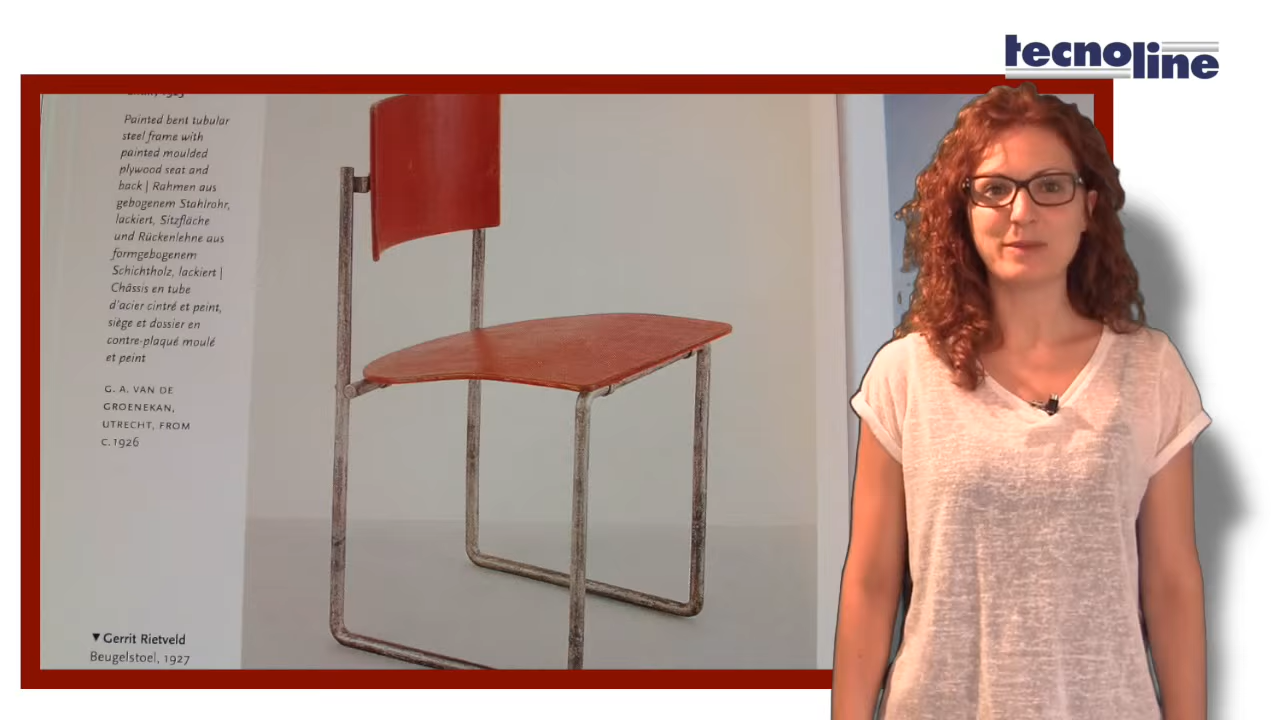 tecnoline
Chair, 1925
Painted bent tubular
steel frame with
painted moulded
plywood seat and
back | Rahmen aus
gebogenem Stahlrohr,
lackiert, Sitzfläche
und Rückenlehne aus
formgebogenem
Schichtholz, lackiert |
Châssis en tube
d'acier cintré et peint,
siège et dossier en
contre-plaqué moulé
et peint
G. A. VAN DE
GROENEKAN,
UTRECHT, FROM
C.1926
▼ Gerrit Rietveld
Beugelstoel, 1927